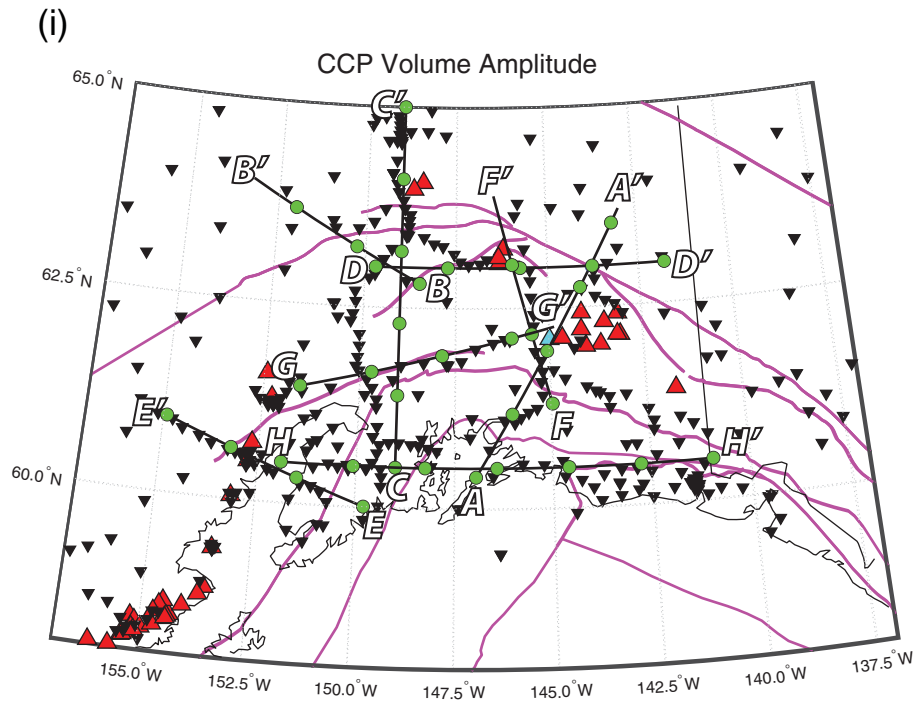 (i)
CCP Volume Amplitude
65.0°N
C′
B′
F′
A′
D
D′
B
62.5°N
G′
G
E′
F
H
H′
60.0°N
C
A
E
155.0°W
152.5°W
150.0°W
147.5°W
145.0°W
142.5°W
140.0°W
137.5°W